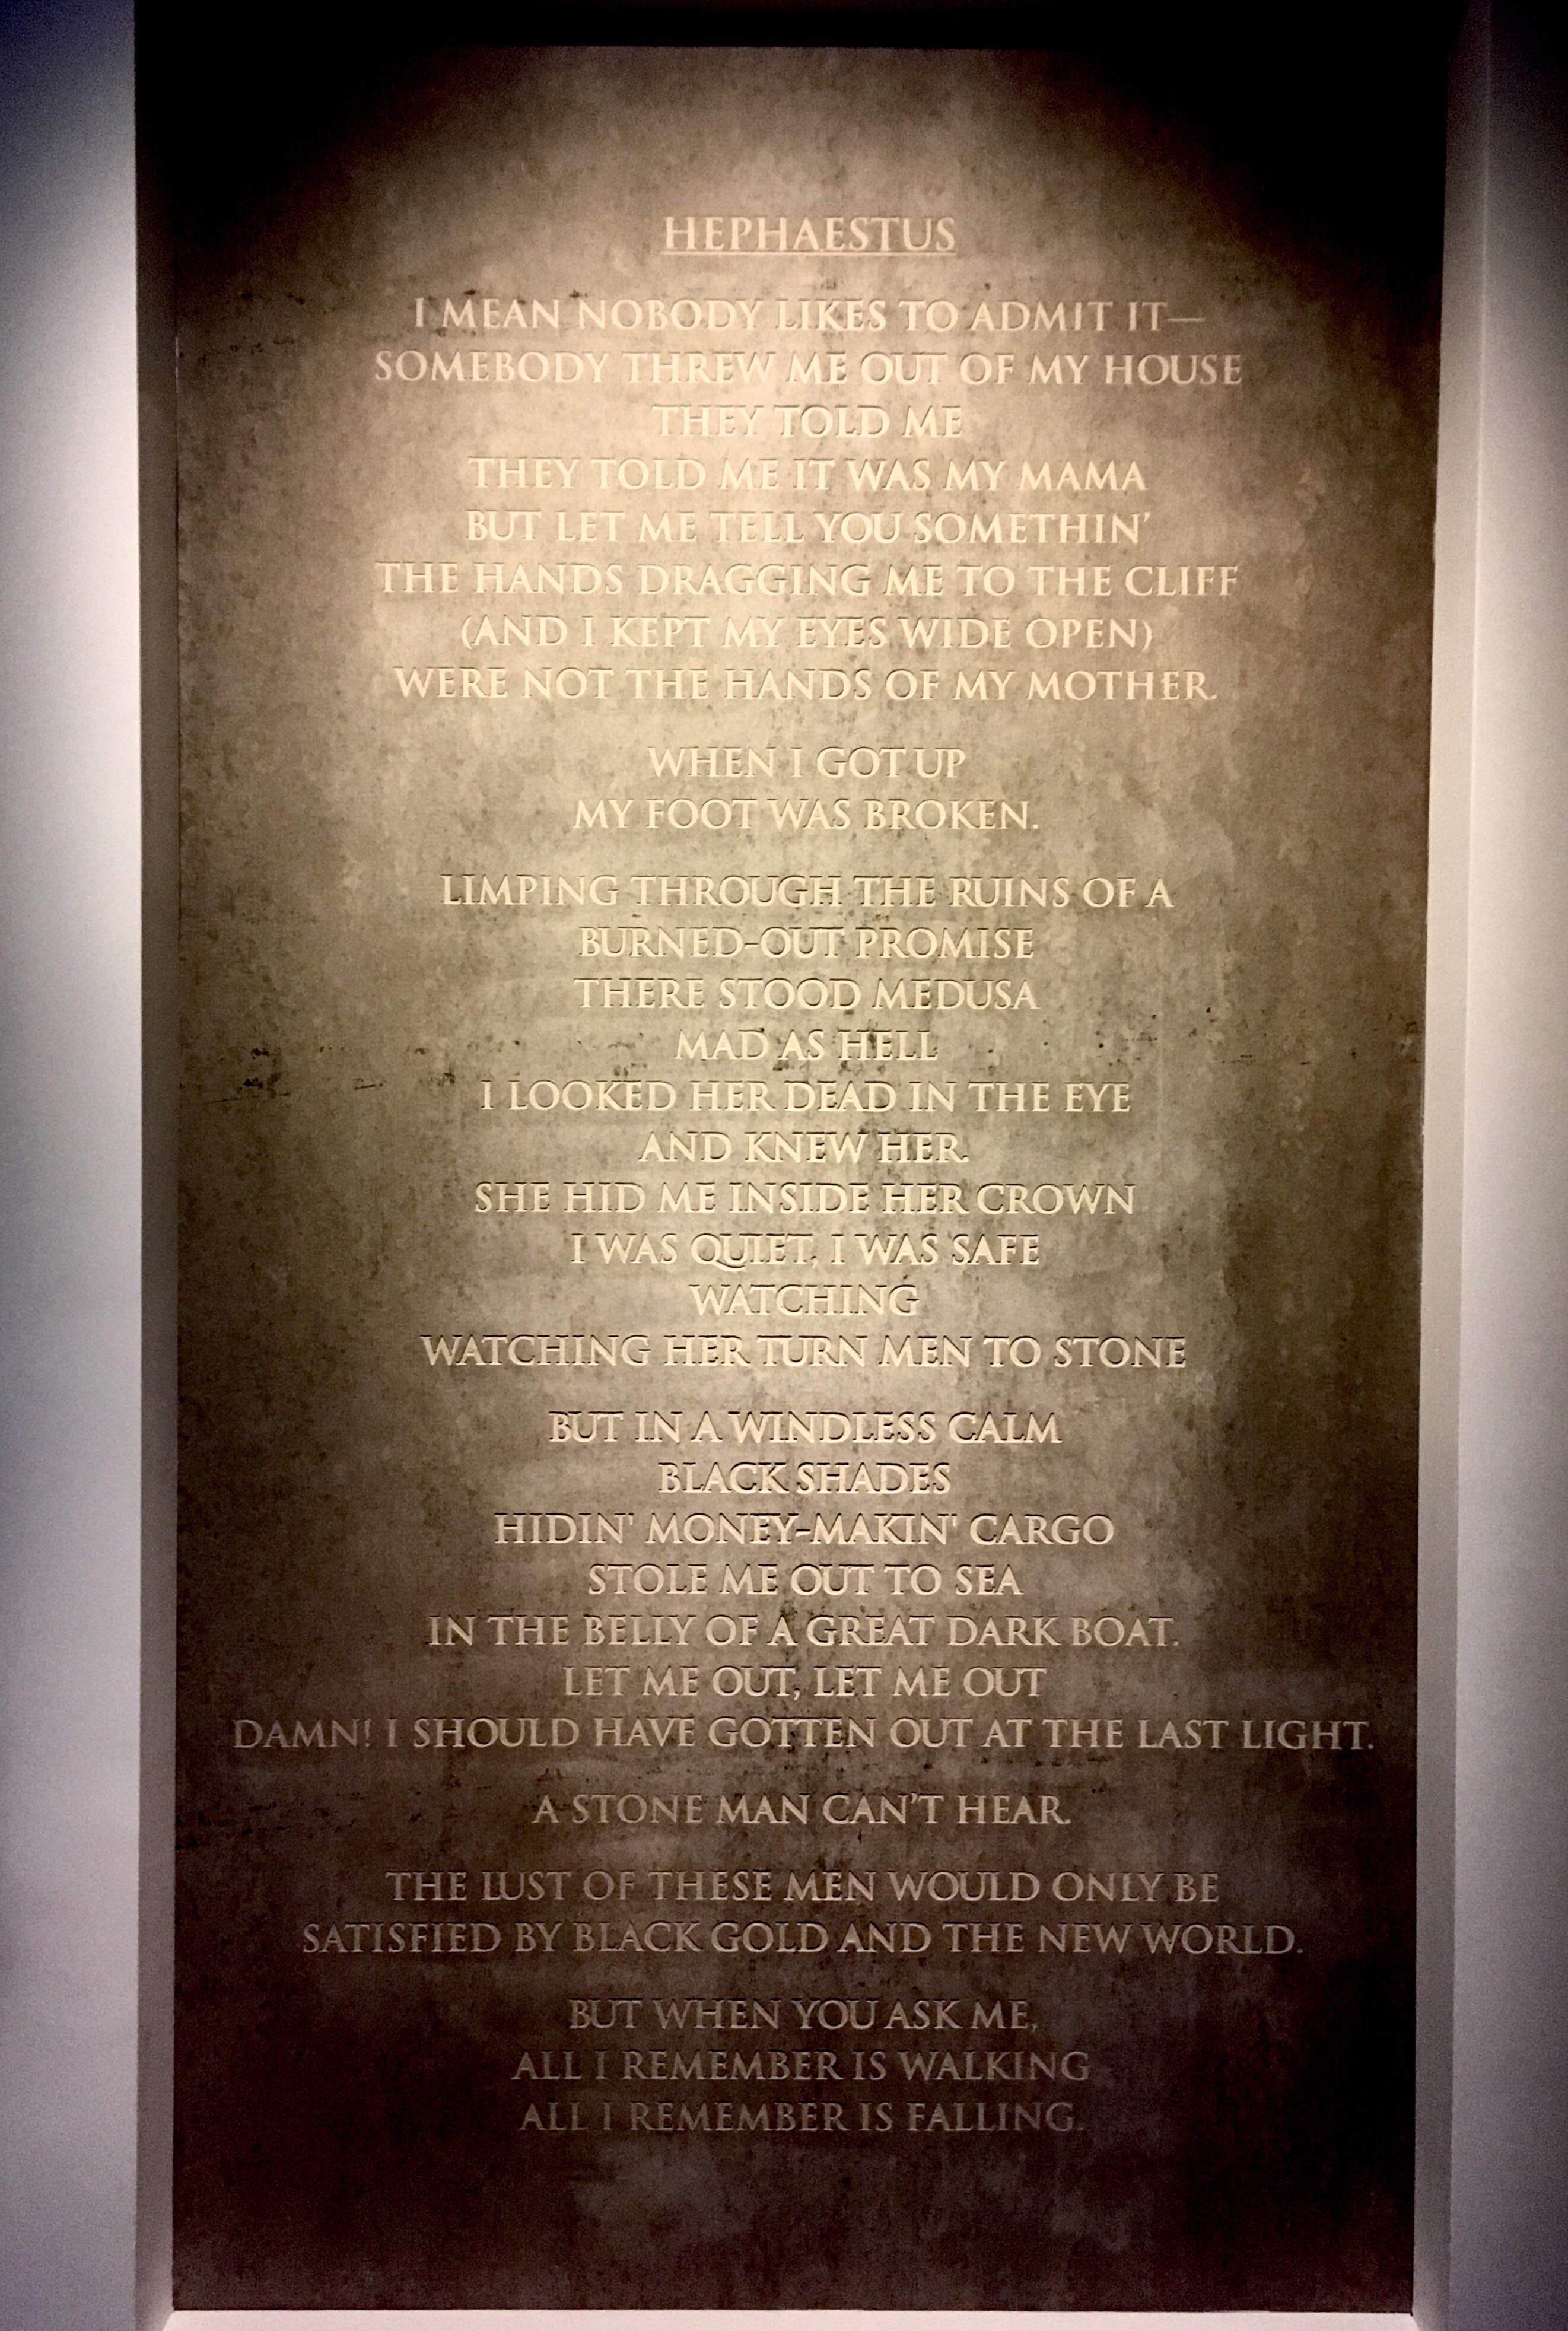 HEPHAESTUS
I MEAN NOBODY LIKES TO ADMIT IT—
SOMEBODY THREW ME OUT OF MY HOUSE
THEY TOLD ME
THEY TOLD ME IT WAS MY MAMA
BUT LET ME TELL YOU SOMETHIN'
THE HANDS DRAGGING ME TO THE CLIFF
(AND I KEPT MY EYES WIDE OPEN)
WERE NOT THE HANDS OF MY MOTHER.
WHEN I GOT UP
MY FOOT WAS BROKEN.
LIMPING THROUGH THE RUINS OF A
BURNED-OUT PROMISE
THERE STOOD MEDUSA
MAD AS HELL
I LOOKED HER DEAD IN THE EYE
AND KNEW HER.
SHE HID ME INSIDE HER CROWN
I WAS QUIET, I WAS SAFE
WATCHING
WATCHING HER TURN MEN TO STONE
BUT IN A WINDLESS CALM
BLACK SHADES
HIDIN' MONEY-MAKIN' CARGO
STOLE ME OUT TO SEA
IN THE BELLY OF A GREAT DARK BOAT.
LET ME OUT, LET ME OUT
DAMN! I SHOULD HAVE GOTTEN OUT AT THE LAST LIGHT.
A STONE MAN CAN'T HEAR.
THE LUST OF THESE MEN WOULD ONLY BE
SATISFIED BY BLACK GOLD AND THE NEW WORLD.
BUT WHEN YOU ASK ME,
ALL I REMEMBER IS WALKING
ALL I REMEMBER IS FALLING.